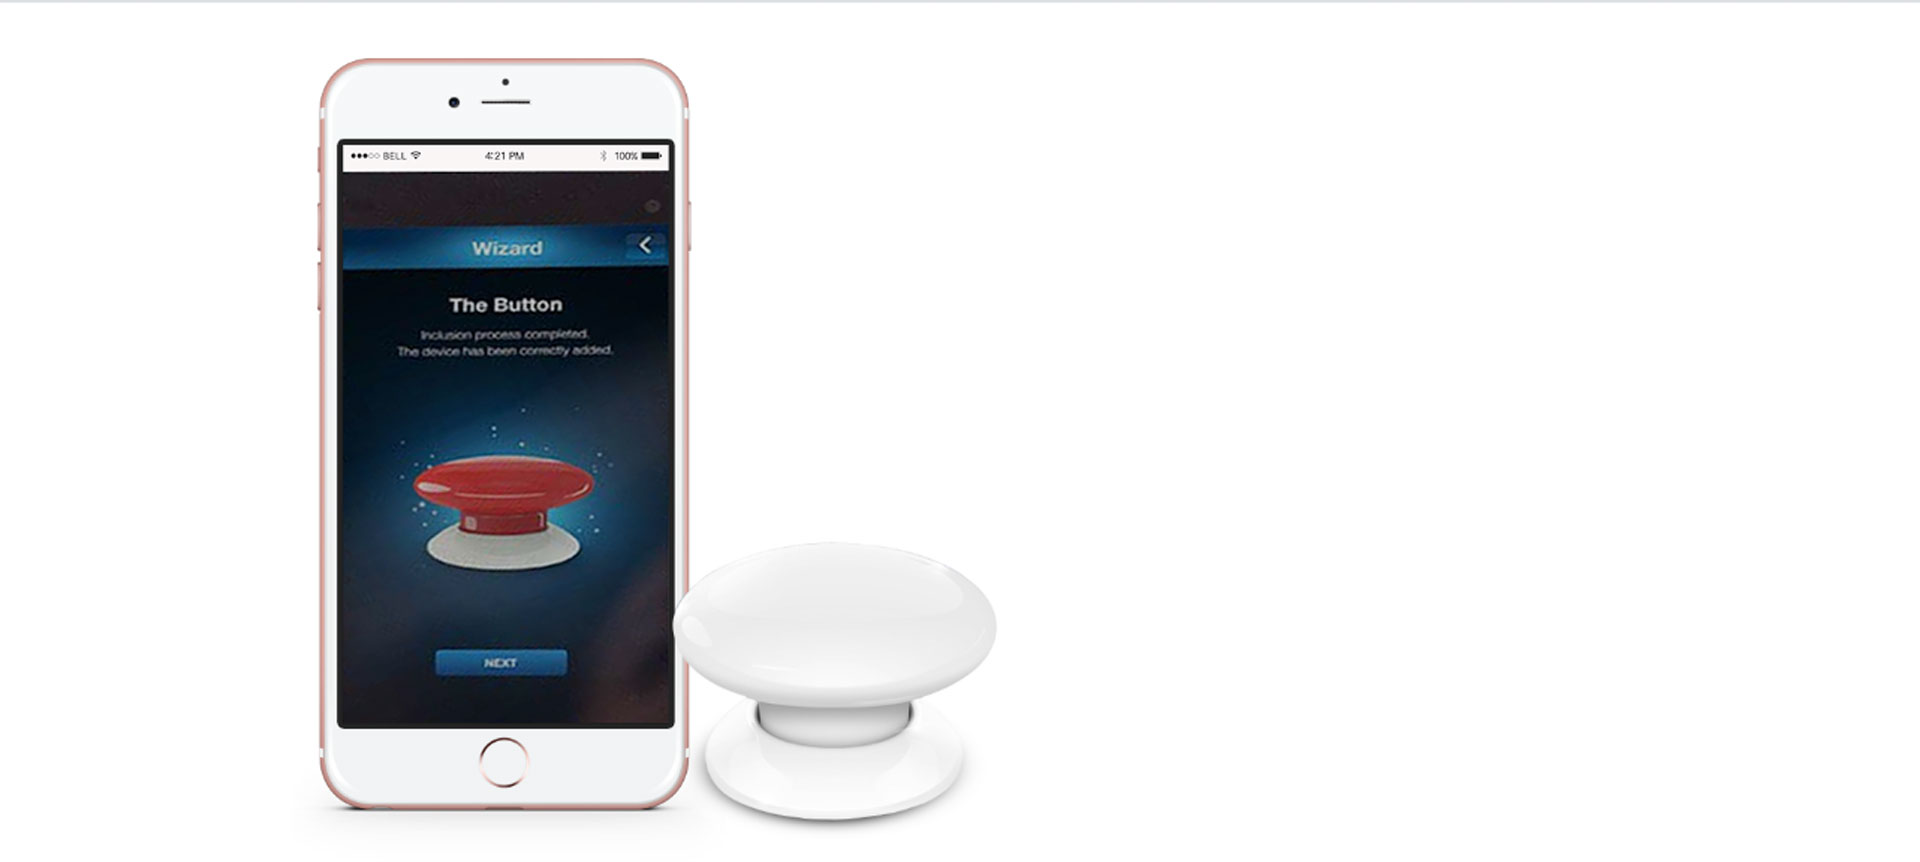 BELL 4:21 PM 100%
Wizard
The Button
Inclusion process completed.
The device has been correctly added.
NEXT